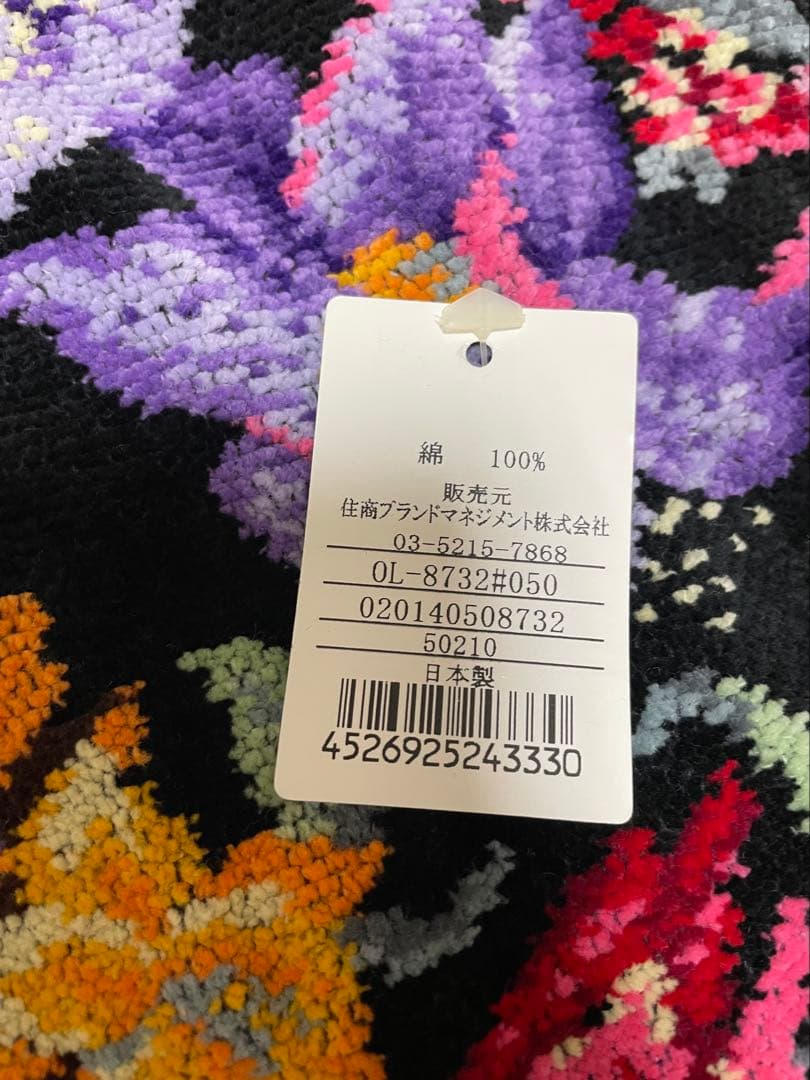 綿 100%
販売元
住商ブランドマネジメント株式会社
03-5215-7868
OL-8732#050
020140508732
50210
日本製
4526925243330